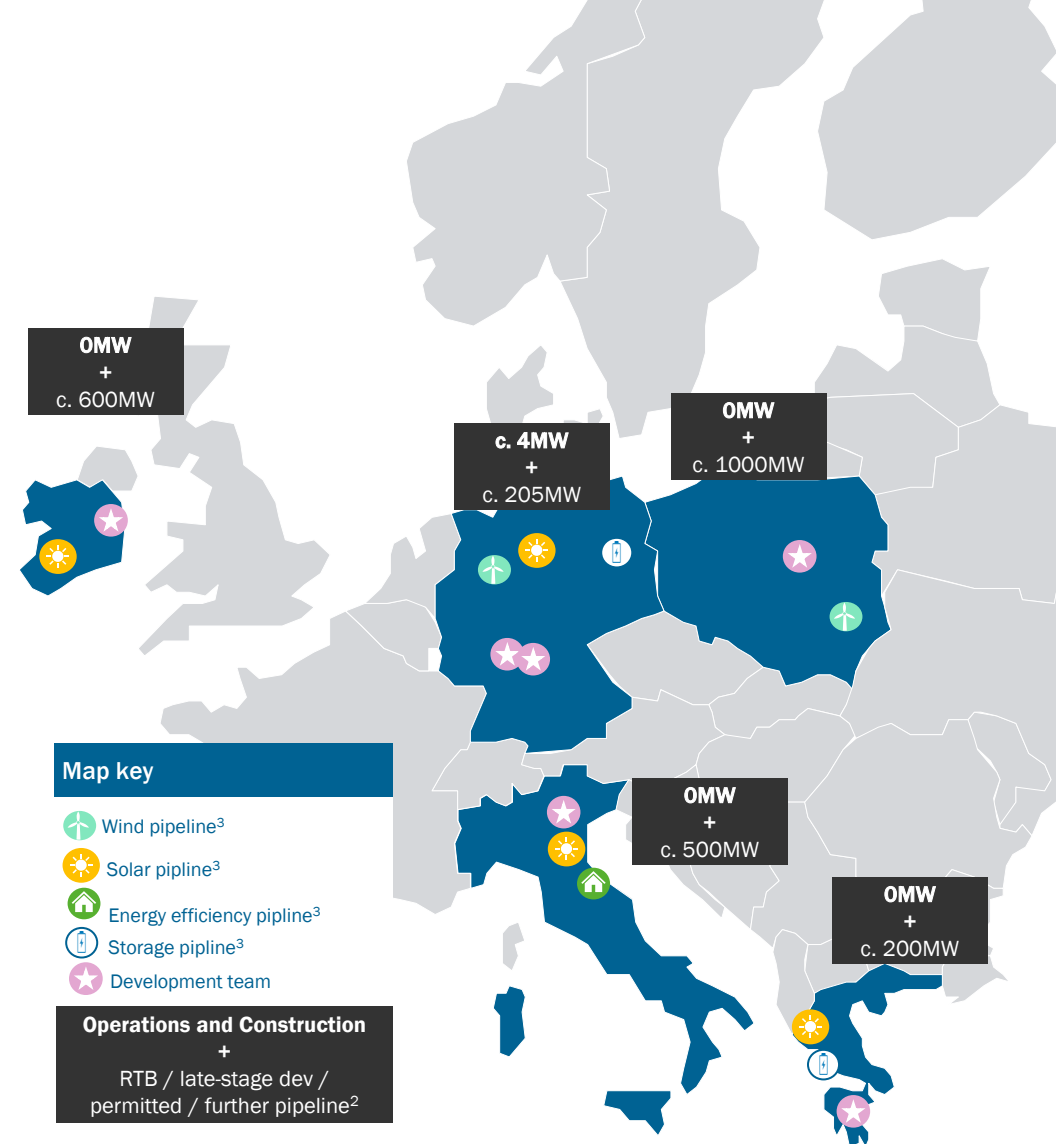 0MW
+
c. 600MW
0MW
+
c. 1000MW
c. 4MW
+
c. 205MW
Map key
Wind pipeline³
Solar pipline³
Energy efficiency pipline³
Storage pipline³
Development team
Operations and Construction
+
RTB / late-stage dev /
permitted / further pipeline²
0MW
+
c. 500MW
0MW
+
c. 200MW